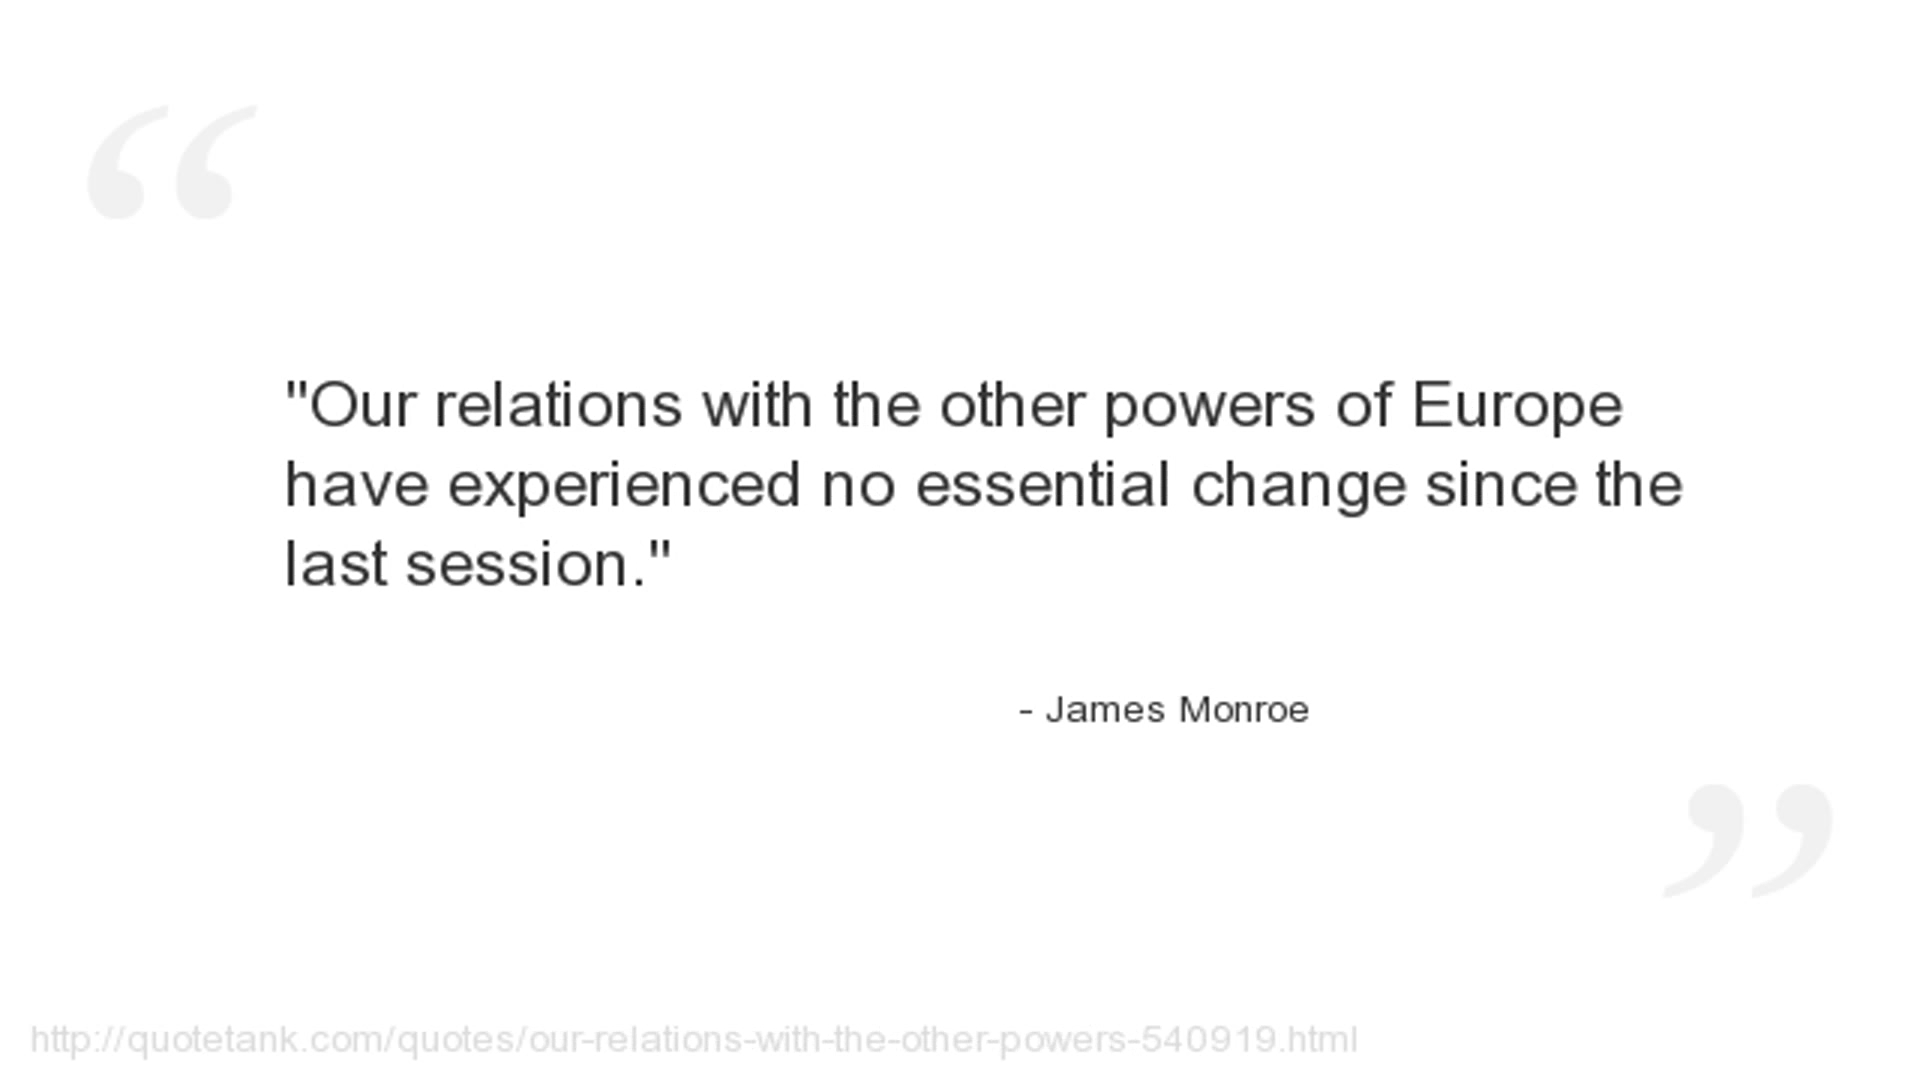 "Our relations with the other powers of Europe
have experienced no essential change since the
last session."
- James Monroe
http://quotetank.com/quotes/our-relations-with-the-other-powers-540919.html